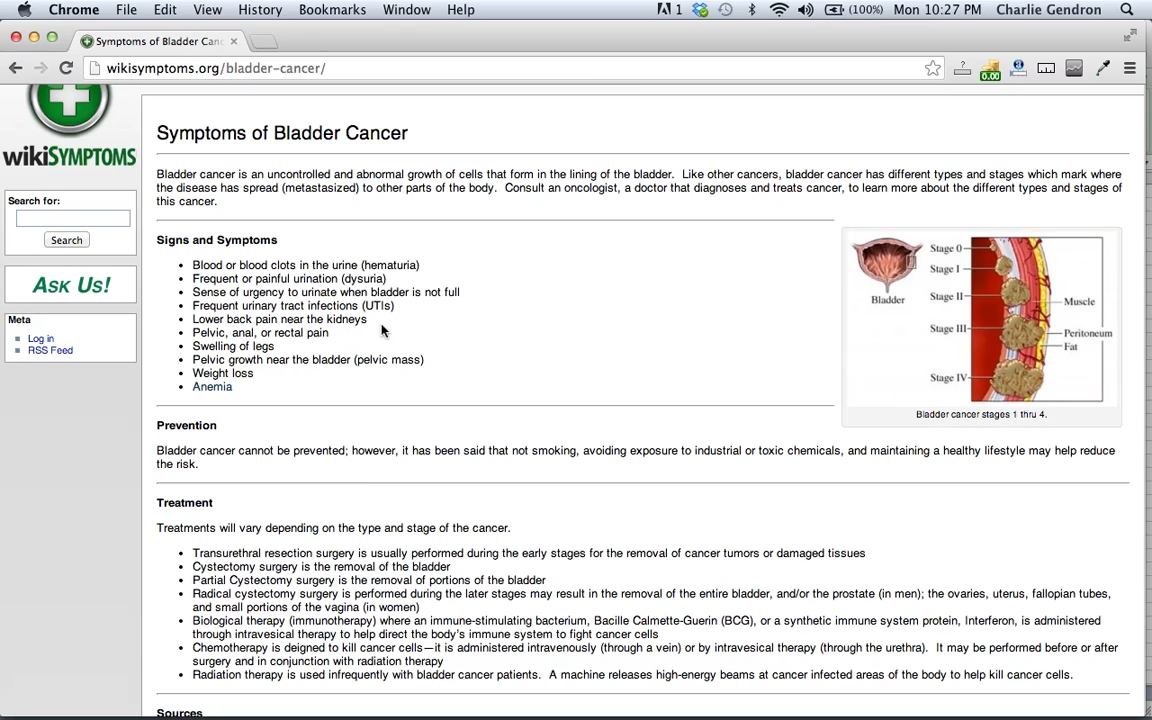 Chrome File Edit View History Bookmarks Window Help 1 (100%) Mon 10:27 PM Charlie Gendron
Symptoms of Bladder Canc
wikisymptoms.org/bladder-cancer/
0.00
wikiSYMPTOMS
Search for:
Search
ASK US!
Meta
Log in
RSS Feed
Symptoms of Bladder Cancer
Bladder cancer is an uncontrolled and abnormal growth of cells that form in the lining of the bladder. Like other cancers, bladder cancer has different types and stages which mark where
the disease has spread (metastasized) to other parts of the body. Consult an oncologist, a doctor that diagnoses and treats cancer, to learn more about the different types and stages of
this cancer.
Signs and Symptoms
Blood or blood clots in the urine (hematuria)
Frequent or painful urination (dysuria)
Sense of urgency to urinate when bladder is not full
Frequent urinary tract infections (UTIs)
Lower back pain near the kidneys
Pelvic, anal, or rectal pain
Swelling of legs
Pelvic growth near the bladder (pelvic mass)
Weight loss
Anemia
Bladder
Stage 0
Stage I
Stage II
Stage III
Stage IV
Muscle
Peritoneum
Fat
Bladder cancer stages 1 thru 4.
Prevention
Bladder cancer cannot be prevented; however, it has been said that not smoking, avoiding exposure to industrial or toxic chemicals, and maintaining a healthy lifestyle may help reduce
the risk.
Treatment
Treatments will vary depending on the type and stage of the cancer.
Transurethral resection surgery is usually performed during the early stages for the removal of cancer tumors or damaged tissues
Cystectomy surgery is the removal of the bladder
Partial Cystectomy surgery is the removal of portions of the bladder
Radical cystectomy surgery is performed during the later stages may result in the removal of the entire bladder, and/or the prostate (in men); the ovaries, uterus, fallopian tubes,
and small portions of the vagina (in women)
Biological therapy (immunotherapy) where an immune-stimulating bacterium, Bacille Calmette-Guerin (BCG), or a synthetic immune system protein, Interferon, is administered
through intravesical therapy to help direct the body's immune system to fight cancer cells
Chemotherapy is deigned to kill cancer cells—it is administered intravenously (through a vein) or by intravesical therapy (through the urethra). It may be performed before or after
surgery and in conjunction with radiation therapy
Radiation therapy is used infrequently with bladder cancer patients. A machine releases high-energy beams at cancer infected areas of the body to help kill cancer cells.
Sources